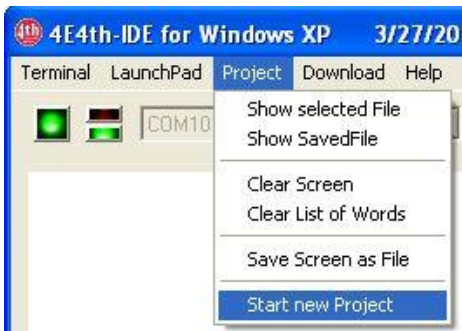 4th 4E4th-IDE for Windows XP 3/27/20
Terminal LaunchPad Project Download Help
COM10
Show selected File
Show SavedFile
Clear Screen
Clear List of Words
Save Screen as File
Start new Project